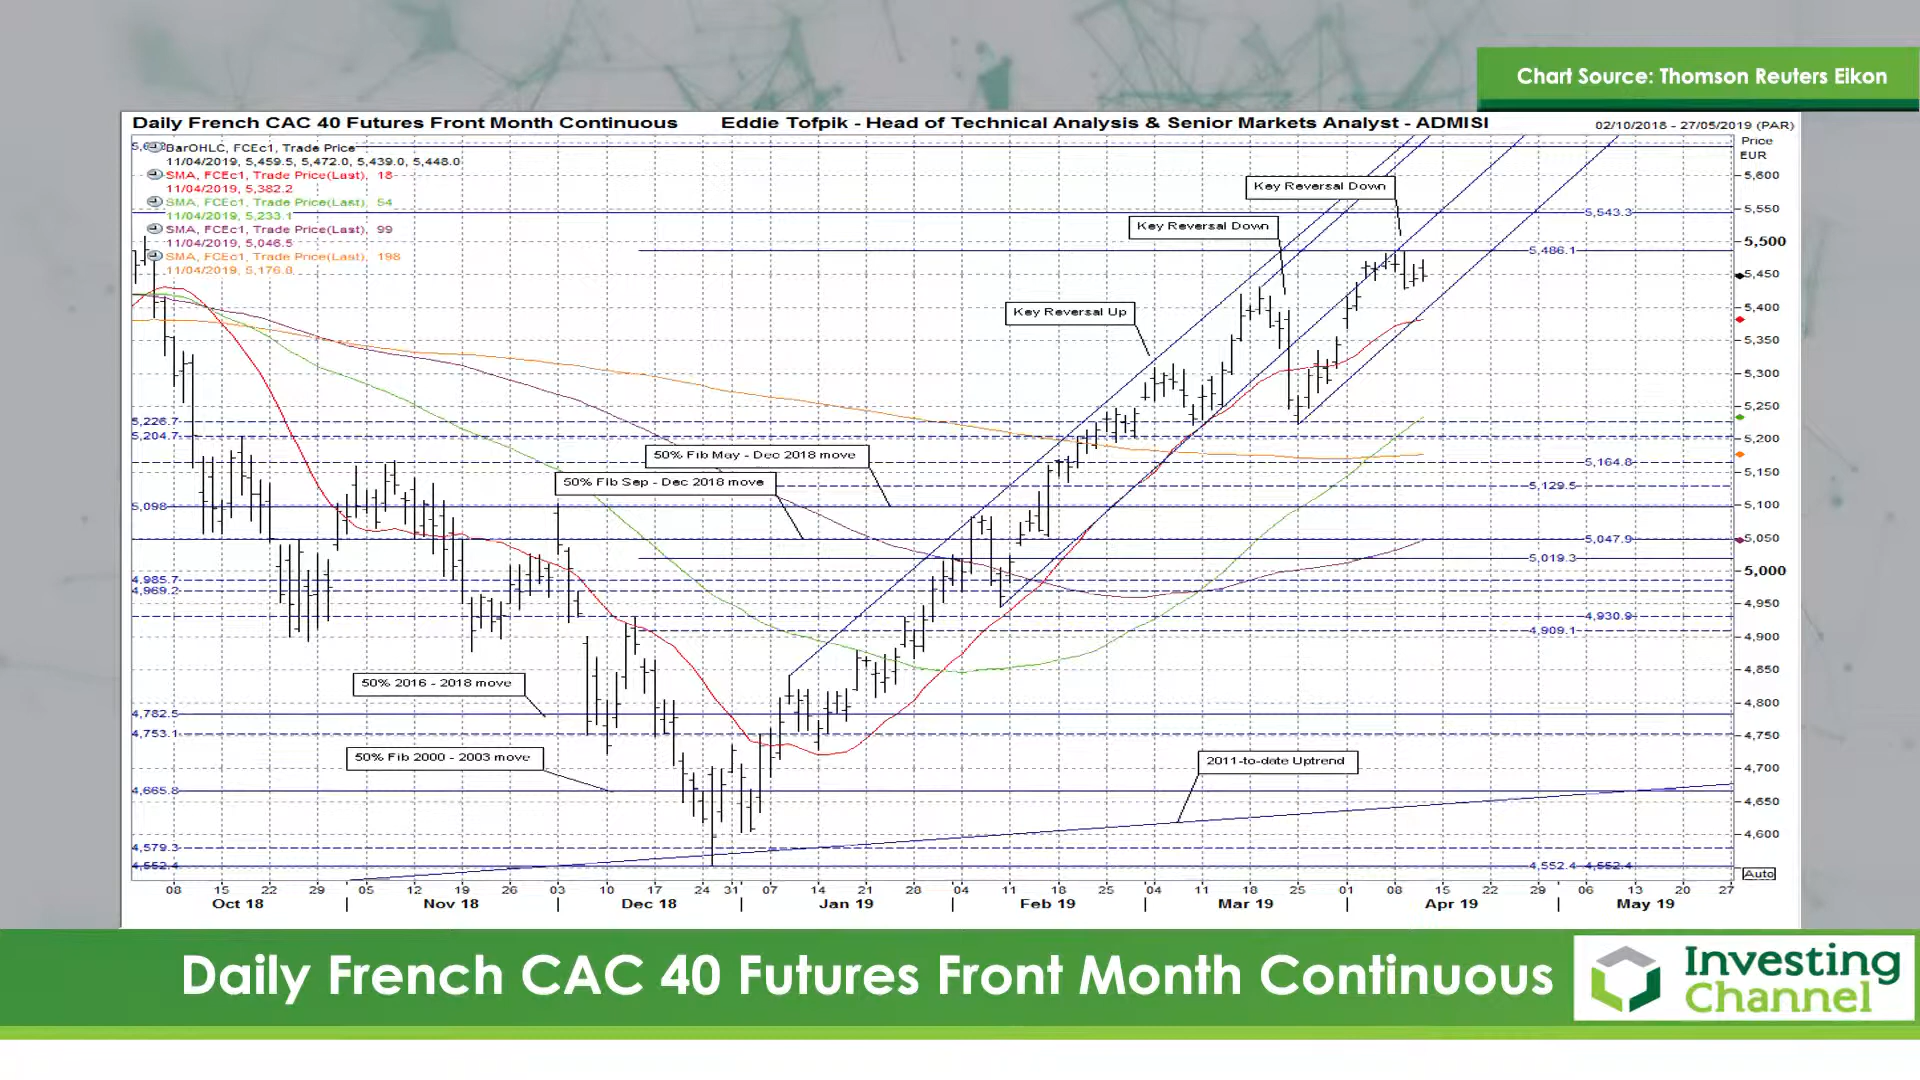 Chart Source: Thomson Reuters Eikon
Daily French CAC 40 Futures Front Month Continuous Eddie Tofpik - Head of Technical Analysis & Senior Markets Analyst - ADMISI 02/10/2018 - 27/05/2019 (PAR)
BarOHLC, FCEc1, Trade Price
11/04/2019, 5,459.5, 5,472.0, 5,439.0, 5,448.0
SMA, FCEc1, Trade Price(Last), 18
11/04/2019, 5,382.2
SMA, FCEc1, Trade Price(Last), 54
11/04/2019, 5,233.1
SMA, FCEc1, Trade Price(Last), 99
11/04/2019, 5,046.5
SMA, FCEc1, Trade Price(Last), 198
11/04/2019, 5,176.0
Price
EUR
5,600
5,550
5,500
5,450
5,400
5,350
5,300
5,250
5,200
5,150
5,100
5,050
5,000
4,950
4,900
4,850
4,800
4,750
4,700
4,650
4,600
Auto
Key Reversal Down
Key Reversal Down
Key Reversal Up
50% Fib May - Dec 2018 move
50% Fib Sep - Dec 2018 move
50% 2016 - 2018 move
50% Fib 2000 - 2003 move
2011-to-date Uptrend
5,543.3
5,486.1
5,164.8
5,129.5
5,047.9
5,019.3
4,930.9
4,909.1
4,552.4 4,552.4
5,226.7
5,204.7
5,098
4,985.7
4,969.2
4,782.5
4,753.1
4,665.8
4,579.3
4,552.4
08 15 22 29 05 12 19 26 03 10 17 24 31 07 14 21 28 04 11 18 25 04 11 18 25 01 08 15 22 29 06 13 20 27
Oct 18 Nov 18 Dec 18 Jan 19 Feb 19 Mar 19 Apr 19 May 19
Daily French CAC 40 Futures Front Month Continuous
Investing
Channel